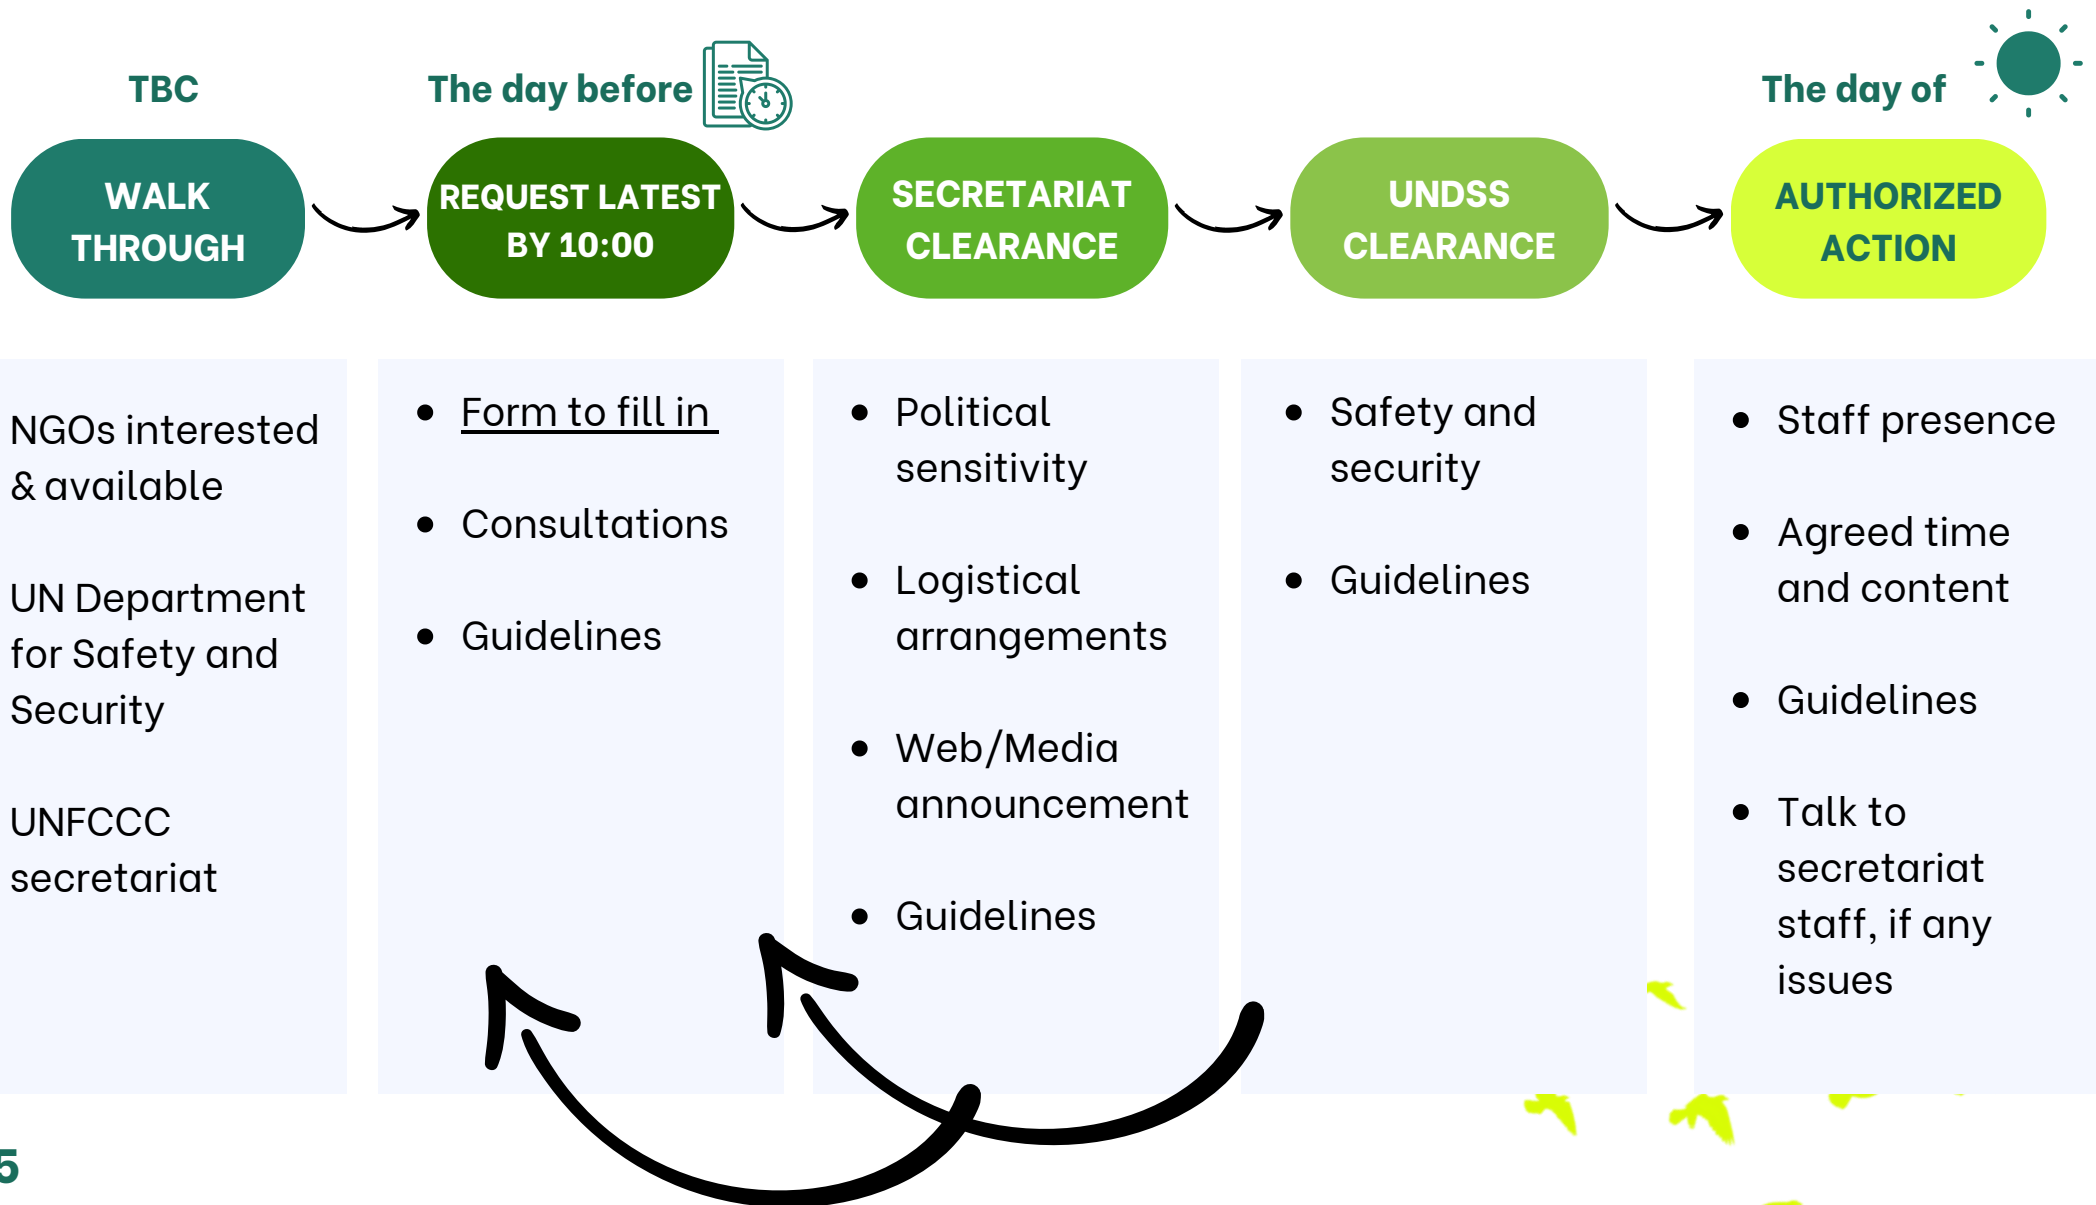 TBC
The day before
The day of
WALK
THROUGH
REQUEST LATEST
BY 10:00
SECRETARIAT
CLEARANCE
UNDSS
CLEARANCE
AUTHORIZED
ACTION
NGOs interested
& available
UN Department
for Safety and
Security
UNFCCC
secretariat
• Form to fill in
• Consultations
• Guidelines
• Political
sensitivity
• Logistical
arrangements
• Web/Media
announcement
• Guidelines
• Safety and
security
• Guidelines
• Staff presence
• Agreed time
and content
• Guidelines
• Talk to
secretariat
staff, if any
issues
5